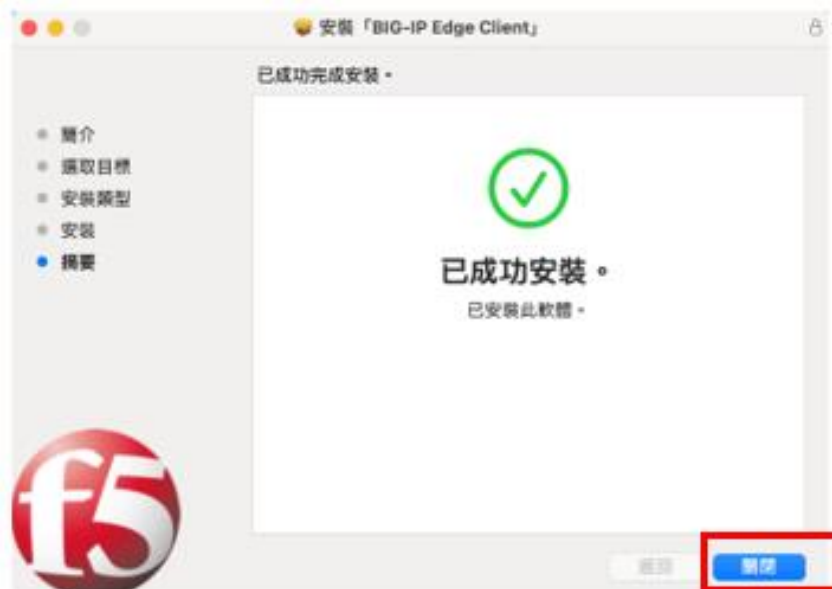 安裝「BIG-IP Edge Client」
已成功完成安裝。
簡介
選取目標
安裝類型
安裝
摘要
已成功安裝。
已安裝此軟體。
f5
返回
關閉